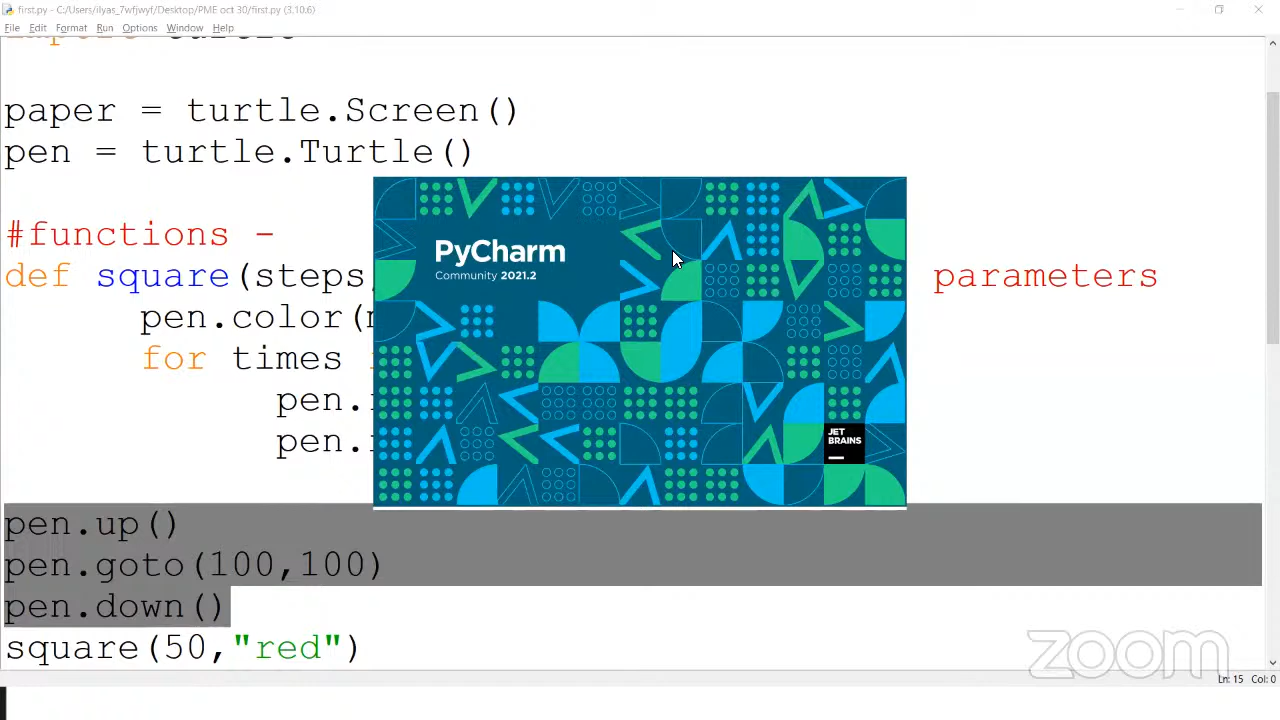 first.py - C:/Users/ilyas_7wfjwyf/Desktop/PME oct 30/first.py (3.10.6)
File Edit Format Run Options Window Help
import turtle
paper = turtle.Screen()
pen = turtle.Turtle()
#functions -
def square(steps, parameters
pen.color(
for times
pen.
pen.
PyCharm
Community 2021.2
JET
BRAINS
pen.up()
pen.goto(100,100)
pen.down()
square(50,"red")
zoom
Ln: 15 Col: 0